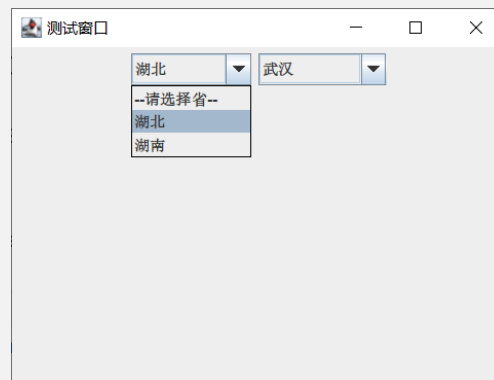 测试窗口
湖北 武汉
--请选择省--
湖北
湖南